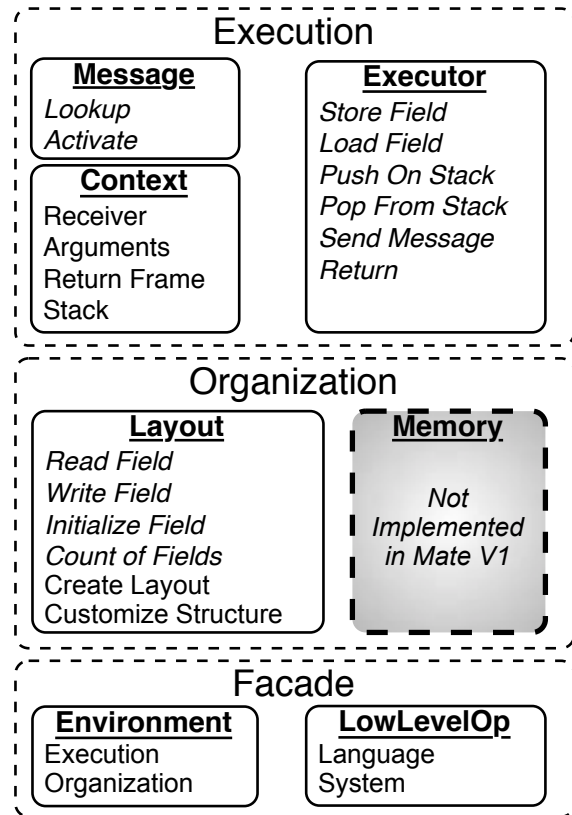 Execution
Message
Lookup
Activate
Context
Receiver
Arguments
Return Frame
Stack
Executor
Store Field
Load Field
Push On Stack
Pop From Stack
Send Message
Return
Organization
Layout
Read Field
Write Field
Initialize Field
Count of Fields
Create Layout
Customize Structure
Memory
Not
Implemented
in Mate V1
Facade
Environment
Execution
Organization
LowLevelOp
Language
System